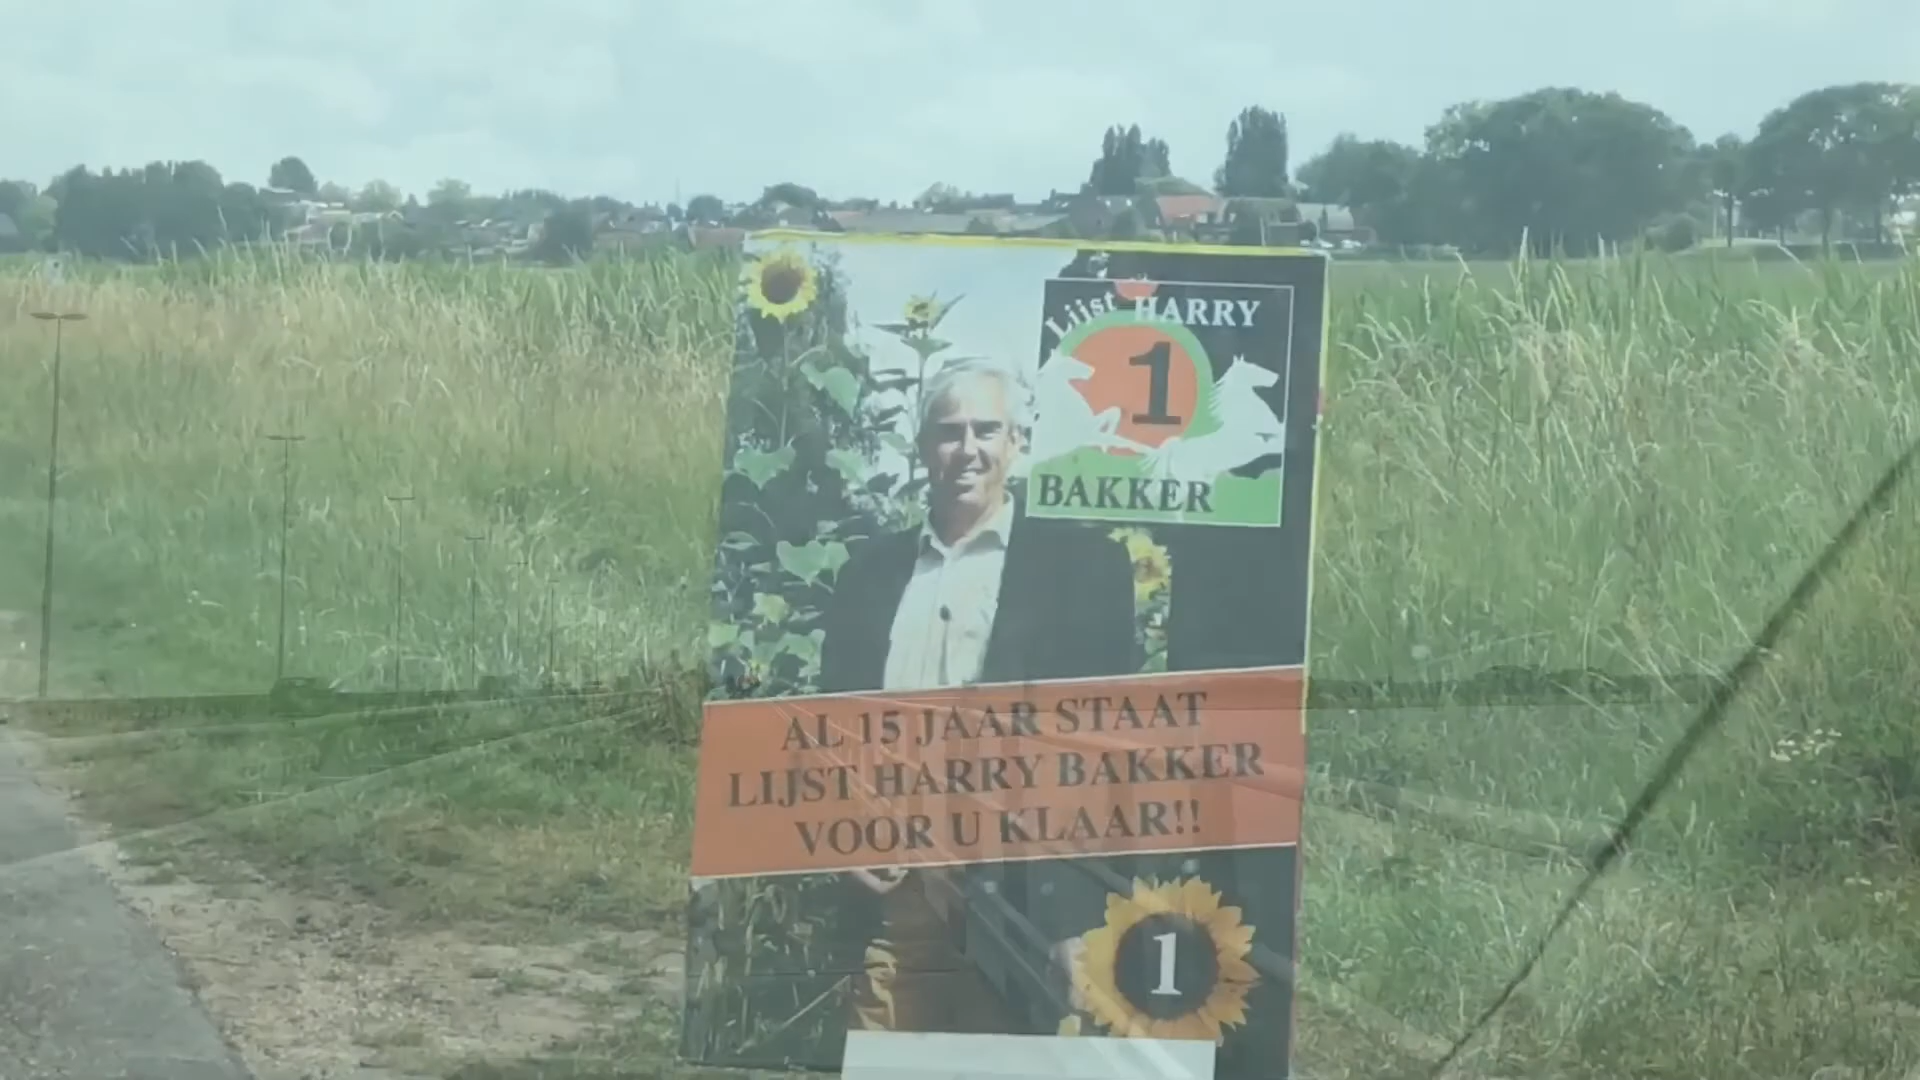 Lijst HARRY
1
BAKKER
AL 15 JAAR STAAT
LIJST HARRY BAKKER
VOOR U KLAAR!!
1